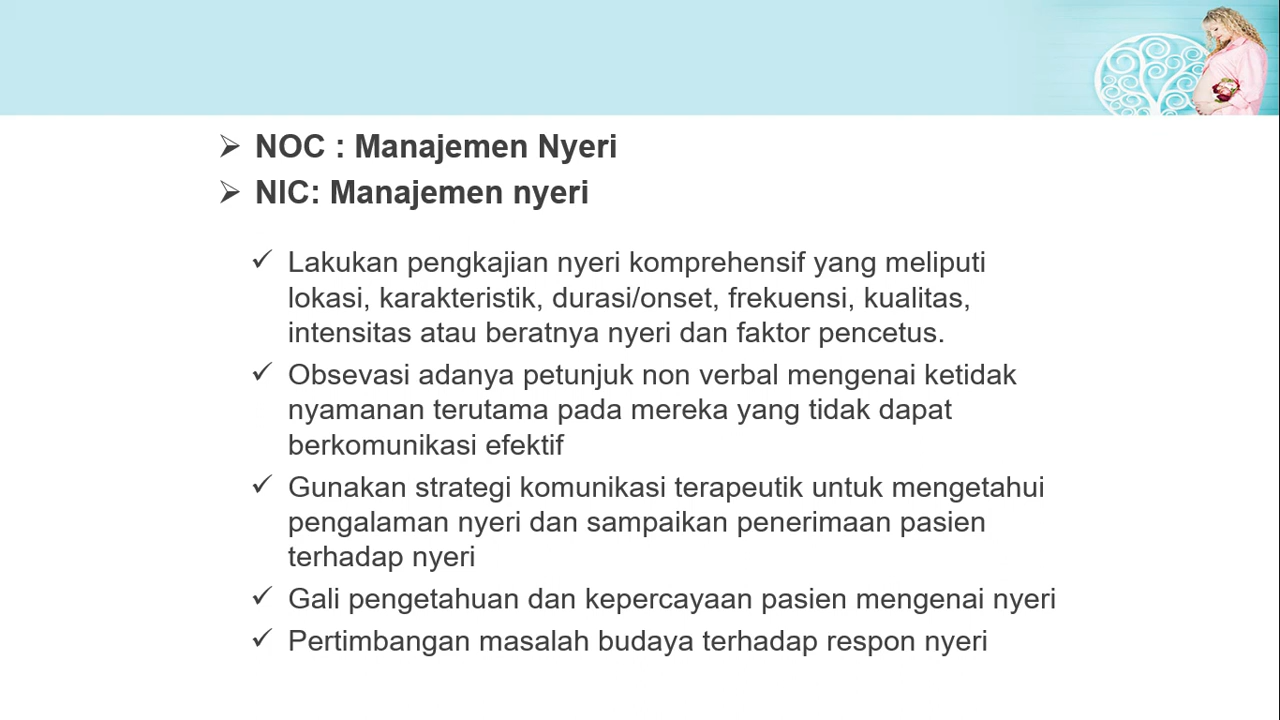 NOC : Manajemen Nyeri
NIC: Manajemen nyeri
Lakukan pengkajian nyeri komprehensif yang meliputi
lokasi, karakteristik, durasi/onset, frekuensi, kualitas,
intensitas atau beratnya nyeri dan faktor pencetus.
Obsevasi adanya petunjuk non verbal mengenai ketidak
nyamanan terutama pada mereka yang tidak dapat
berkomunikasi efektif
Gunakan strategi komunikasi terapeutik untuk mengetahui
pengalaman nyeri dan sampaikan penerimaan pasien
terhadap nyeri
Gali pengetahuan dan kepercayaan pasien mengenai nyeri
Pertimbangan masalah budaya terhadap respon nyeri